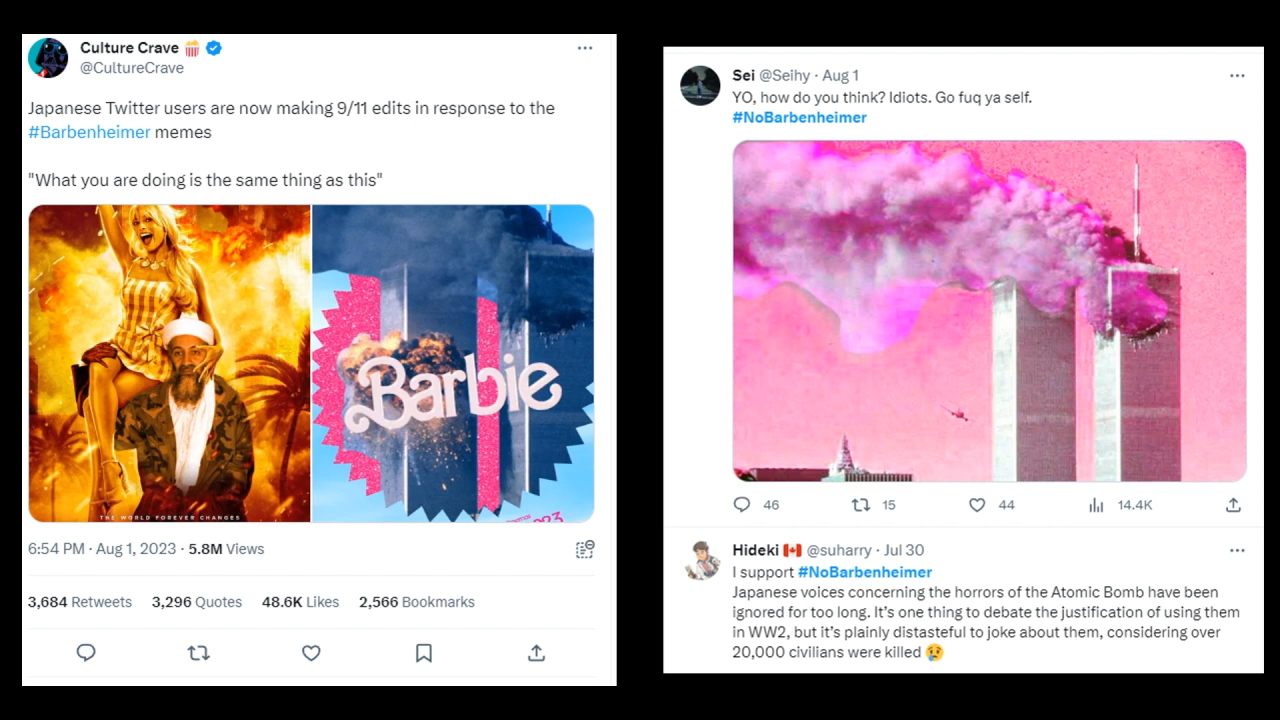 Culture Crave 🍿
@CultureCrave
Japanese Twitter users are now making 9/11 edits in response to the
#Barbenheimer memes
"What you are doing is the same thing as this"
THE WORLD FOREVER CHANGES
Barbie
6:54 PM · Aug 1, 2023 · 5.8M Views
3,684 Retweets 3,296 Quotes 48.6K Likes 2,566 Bookmarks
Sei @Seihy · Aug 1
YO, how do you think? Idiots. Go fuq ya self.
#NoBarbenheimer
46 15 44 14.4K
Hideki 🇨🇦 @suharry · Jul 30
I support #NoBarbenheimer
Japanese voices concerning the horrors of the Atomic Bomb have been
ignored for too long. It's one thing to debate the justification of using them
in WW2, but it's plainly distasteful to joke about them, considering over
20,000 civilians were killed 😢